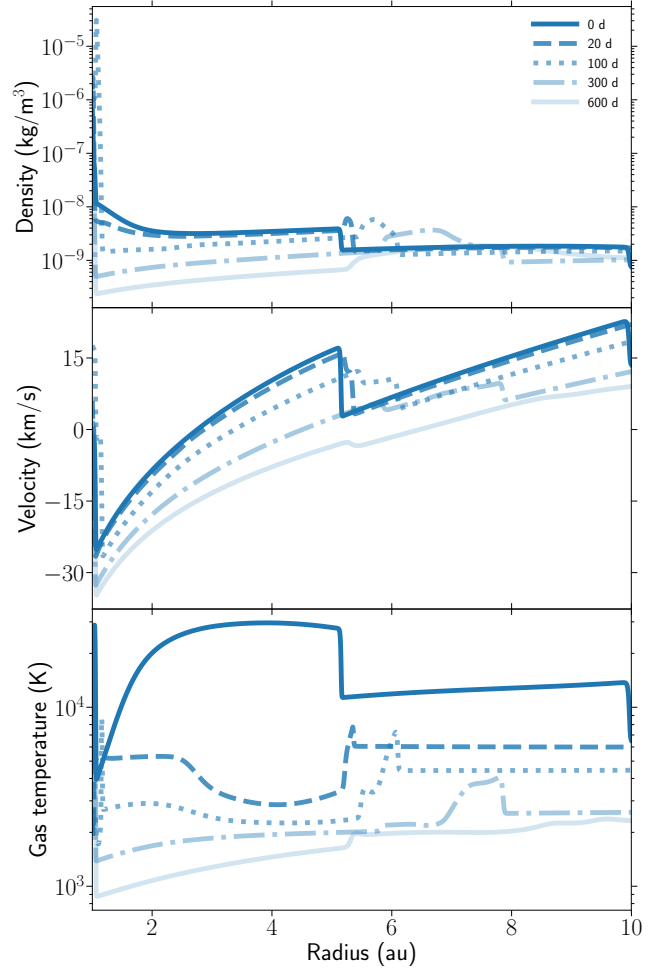 0 d
20 d
100 d
300 d
600 d
10⁻⁵
10⁻⁶
10⁻⁷
10⁻⁸
10⁻⁹
Density (kg/m³)
15
0
−15
−30
Velocity (km/s)
10⁴
10³
Gas temperature (K)
2
4
6
8
10
Radius (au)